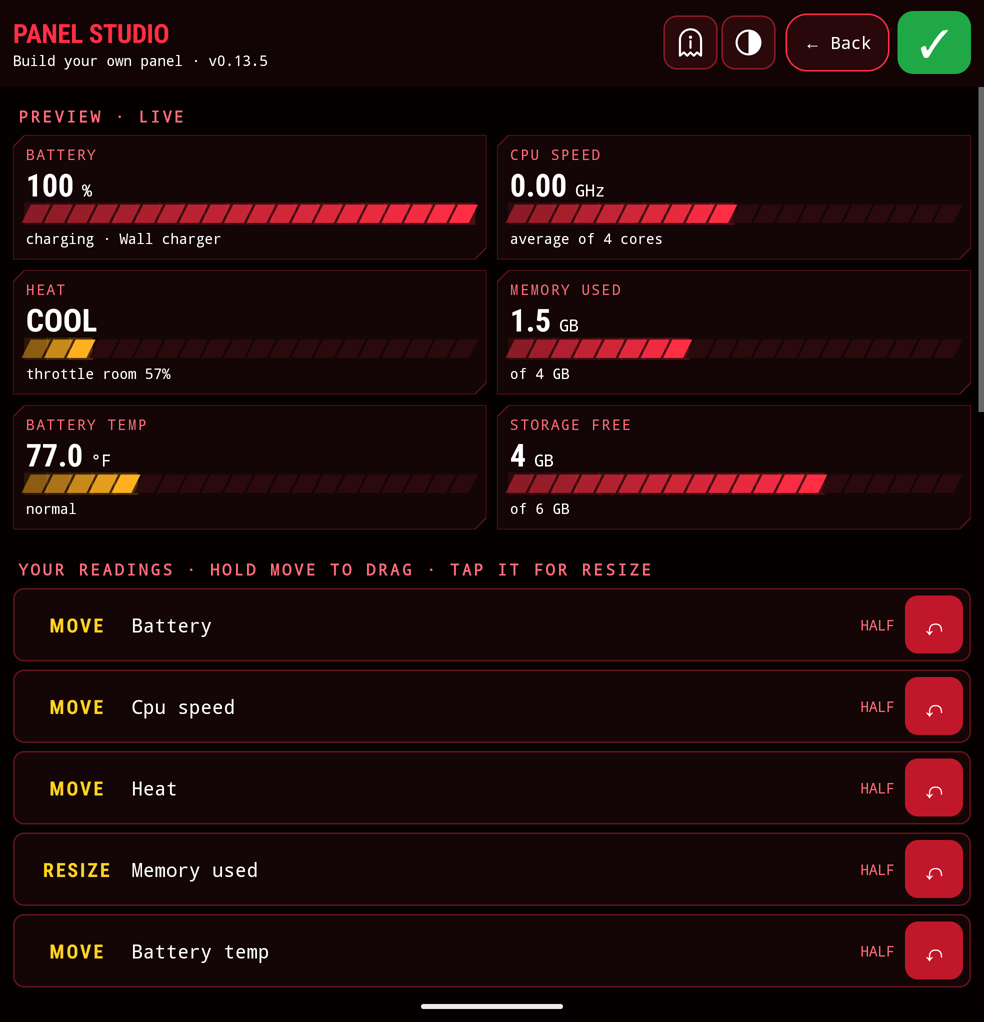 PANEL STUDIO
Build your own panel · v0.13.5
← Back
PREVIEW · LIVE
BATTERY
100 %
charging · Wall charger
CPU SPEED
0.00 GHz
average of 4 cores
HEAT
COOL
throttle room 57%
MEMORY USED
1.5 GB
of 4 GB
BATTERY TEMP
77.0 °F
normal
STORAGE FREE
4 GB
of 6 GB
YOUR READINGS · HOLD MOVE TO DRAG · TAP IT FOR RESIZE
MOVE Battery HALF
MOVE Cpu speed HALF
MOVE Heat HALF
RESIZE Memory used HALF
MOVE Battery temp HALF